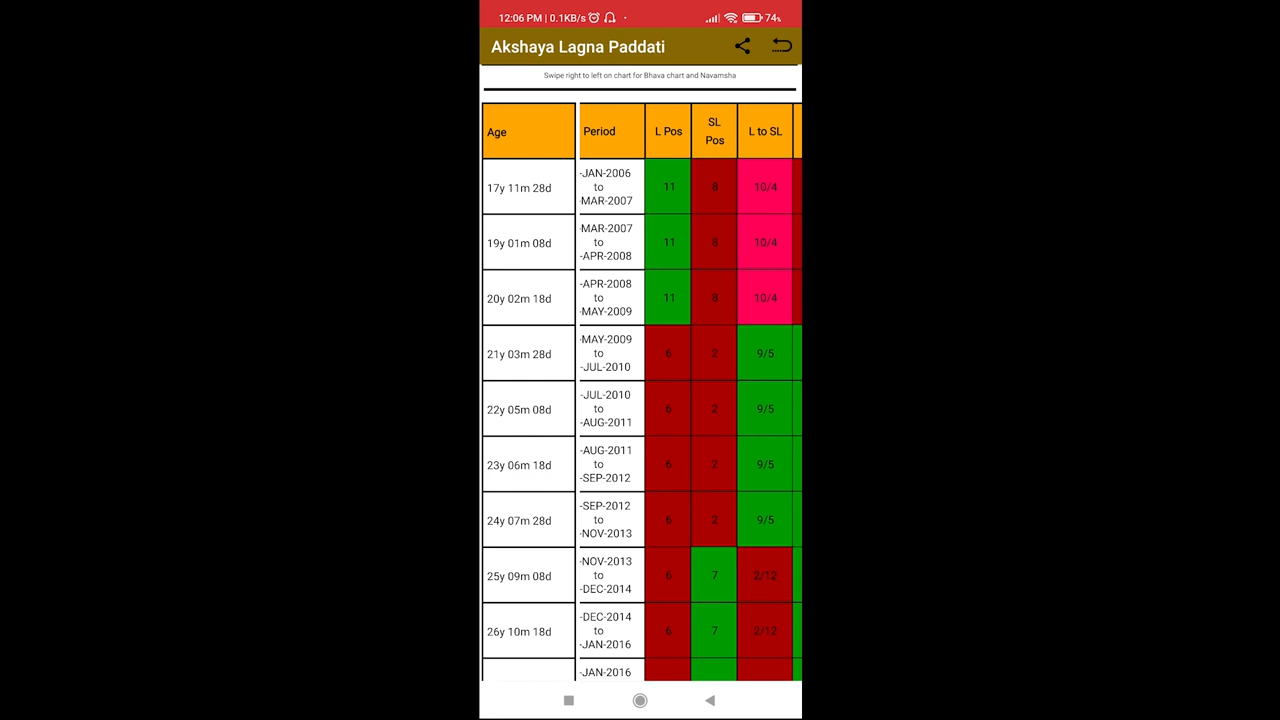 12:06 PM | 0.1KB/s
74%
Akshaya Lagna Paddati
Swipe right to left on chart for Bhava chart and Navamsha
Age Period L Pos SL Pos L to SL
17y 11m 28d -JAN-2006 to -MAR-2007 11 8 10/4
19y 01m 08d -MAR-2007 to -APR-2008 11 8 10/4
20y 02m 18d -APR-2008 to -MAY-2009 11 8 10/4
21y 03m 28d -MAY-2009 to -JUL-2010 6 2 9/5
22y 05m 08d -JUL-2010 to -AUG-2011 6 2 9/5
23y 06m 18d -AUG-2011 to -SEP-2012 6 2 9/5
24y 07m 28d -SEP-2012 to -NOV-2013 6 2 9/5
25y 09m 08d -NOV-2013 to -DEC-2014 6 7 2/12
26y 10m 18d -DEC-2014 to -JAN-2016 6 7 2/12
-JAN-2016